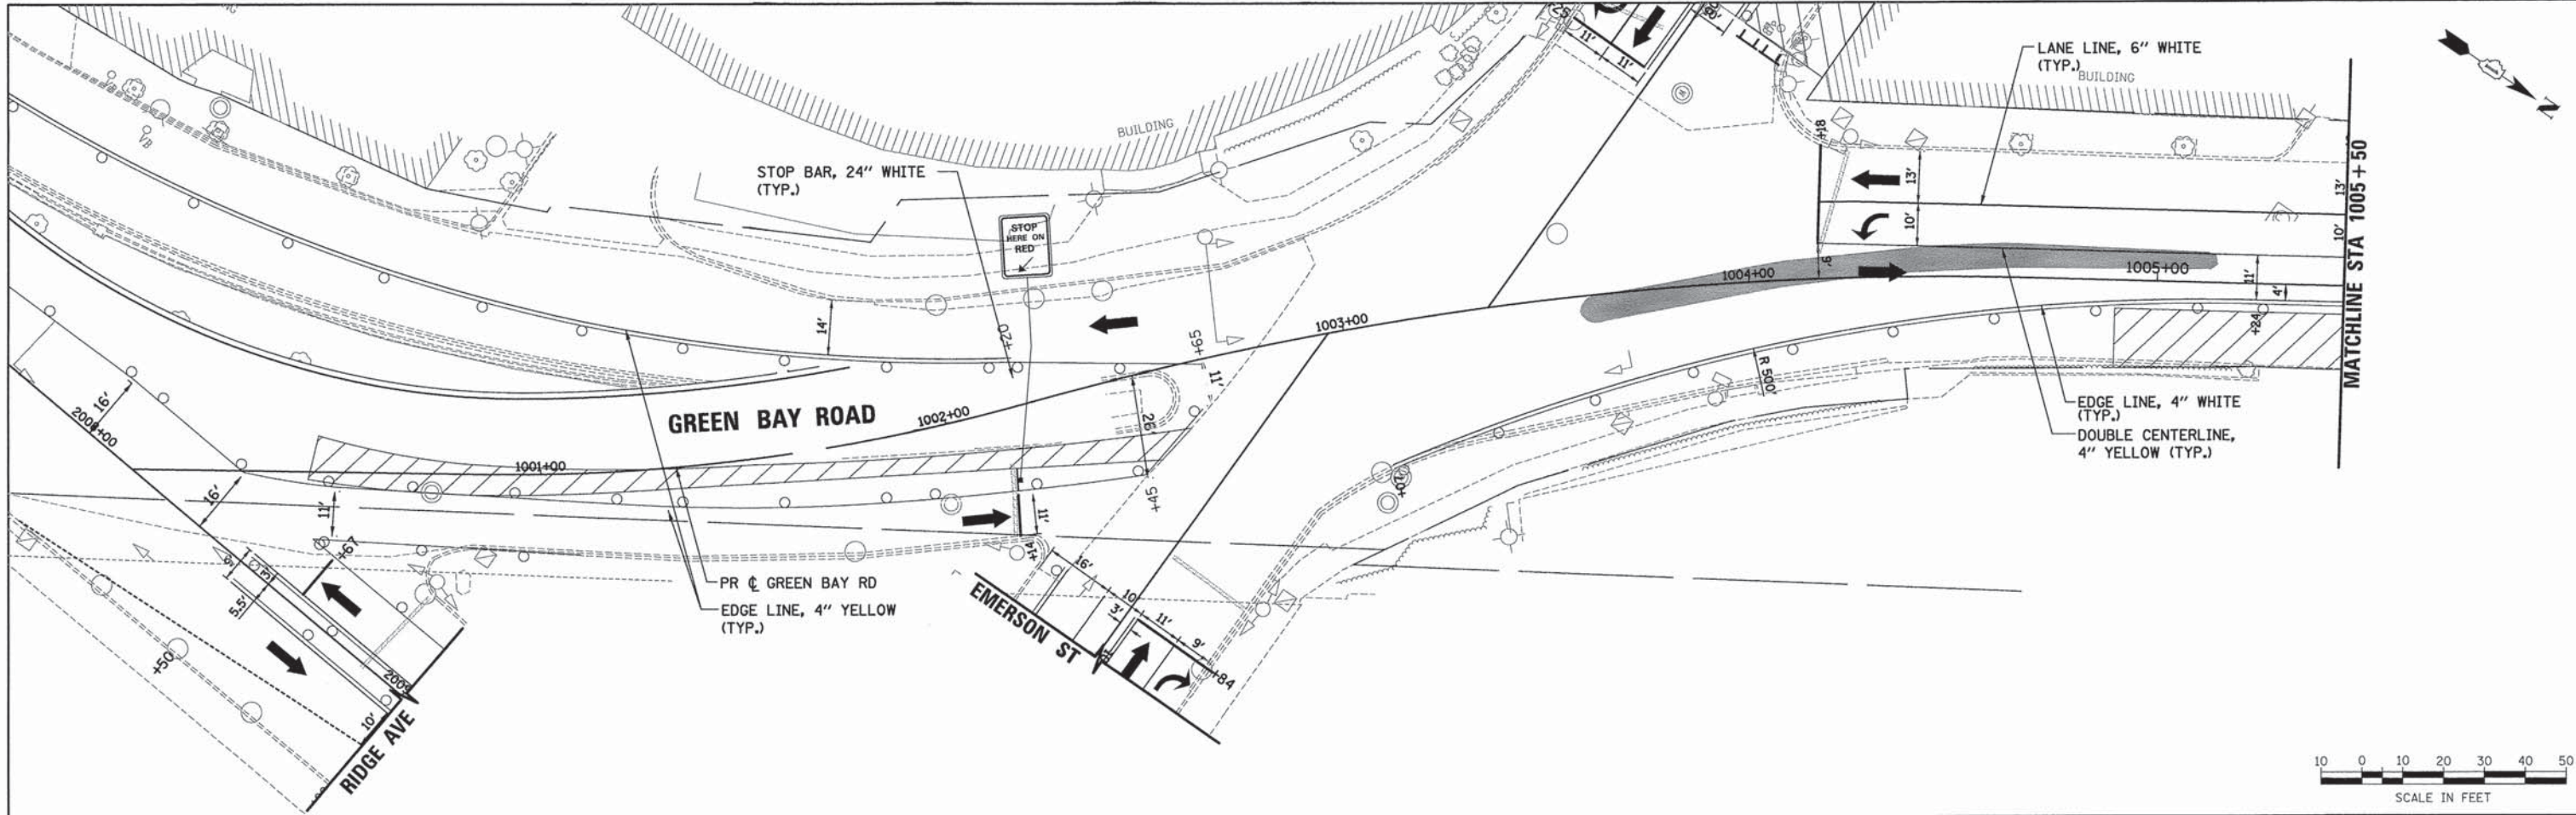 LANE LINE, 6" WHITE
(TYP.)
BUILDING
N
11'
11'
BUILDING
STOP BAR, 24" WHITE
(TYP.)
STOP
HERE ON
RED
+18
13'
10'
13'
10'
MATCHLINE STA 1005+50
9'
1004+00
1005+00
11'
4'
+24
14'
+20
+65
1003+00
R 500'
11'
26'
GREEN BAY ROAD
1002+00
16'
2008+00
1001+00
16'
11'
+45
11'
+14
+67
EDGE LINE, 4" WHITE
(TYP.)
DOUBLE CENTERLINE,
4" YELLOW (TYP.)
PR ℄ GREEN BAY RD
EDGE LINE, 4" YELLOW
(TYP.)
EMERSON ST
16'
10'
3'
11'
9'
+84
5.5'
+50
2009
10'
RIDGE AVE
10 0 10 20 30 40 50
SCALE IN FEET